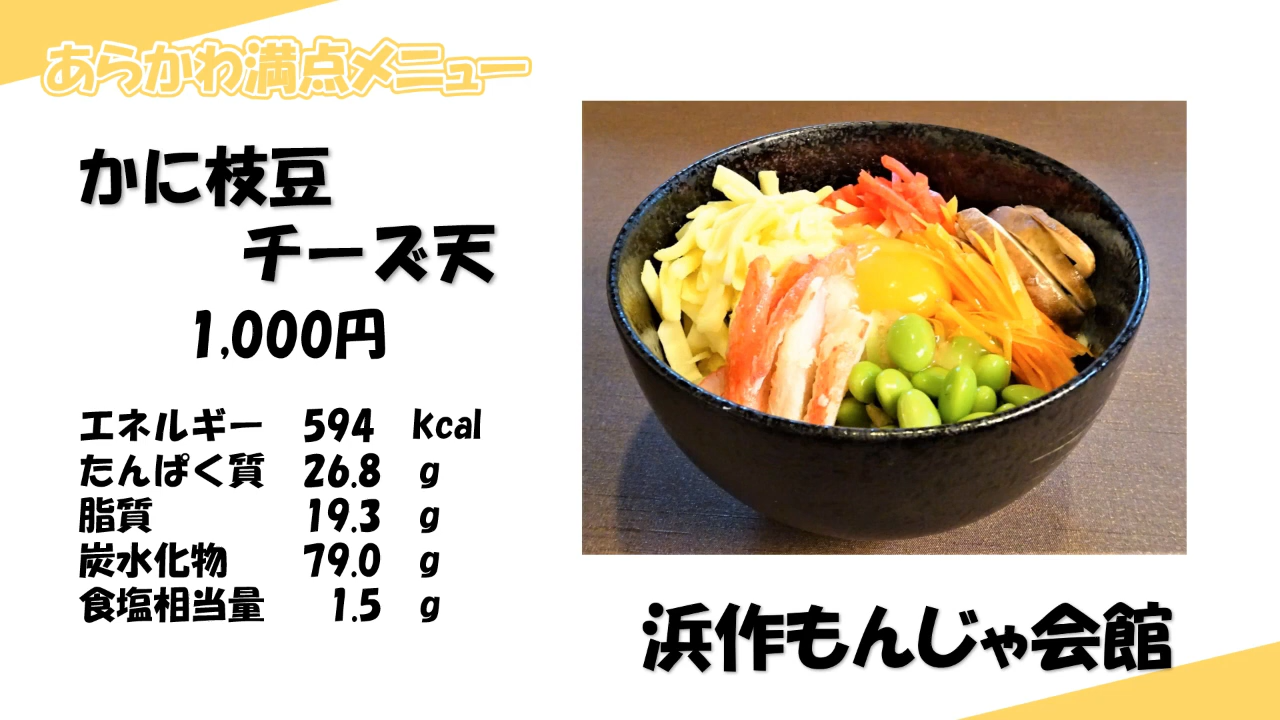 あらかわ満点メニュー
かに枝豆
チーズ天
1,000円
エネルギー 594 kcal
たんぱく質 26.8 g
脂質 19.3 g
炭水化物 79.0 g
食塩相当量 1.5 g
浜作もんじゃ会館